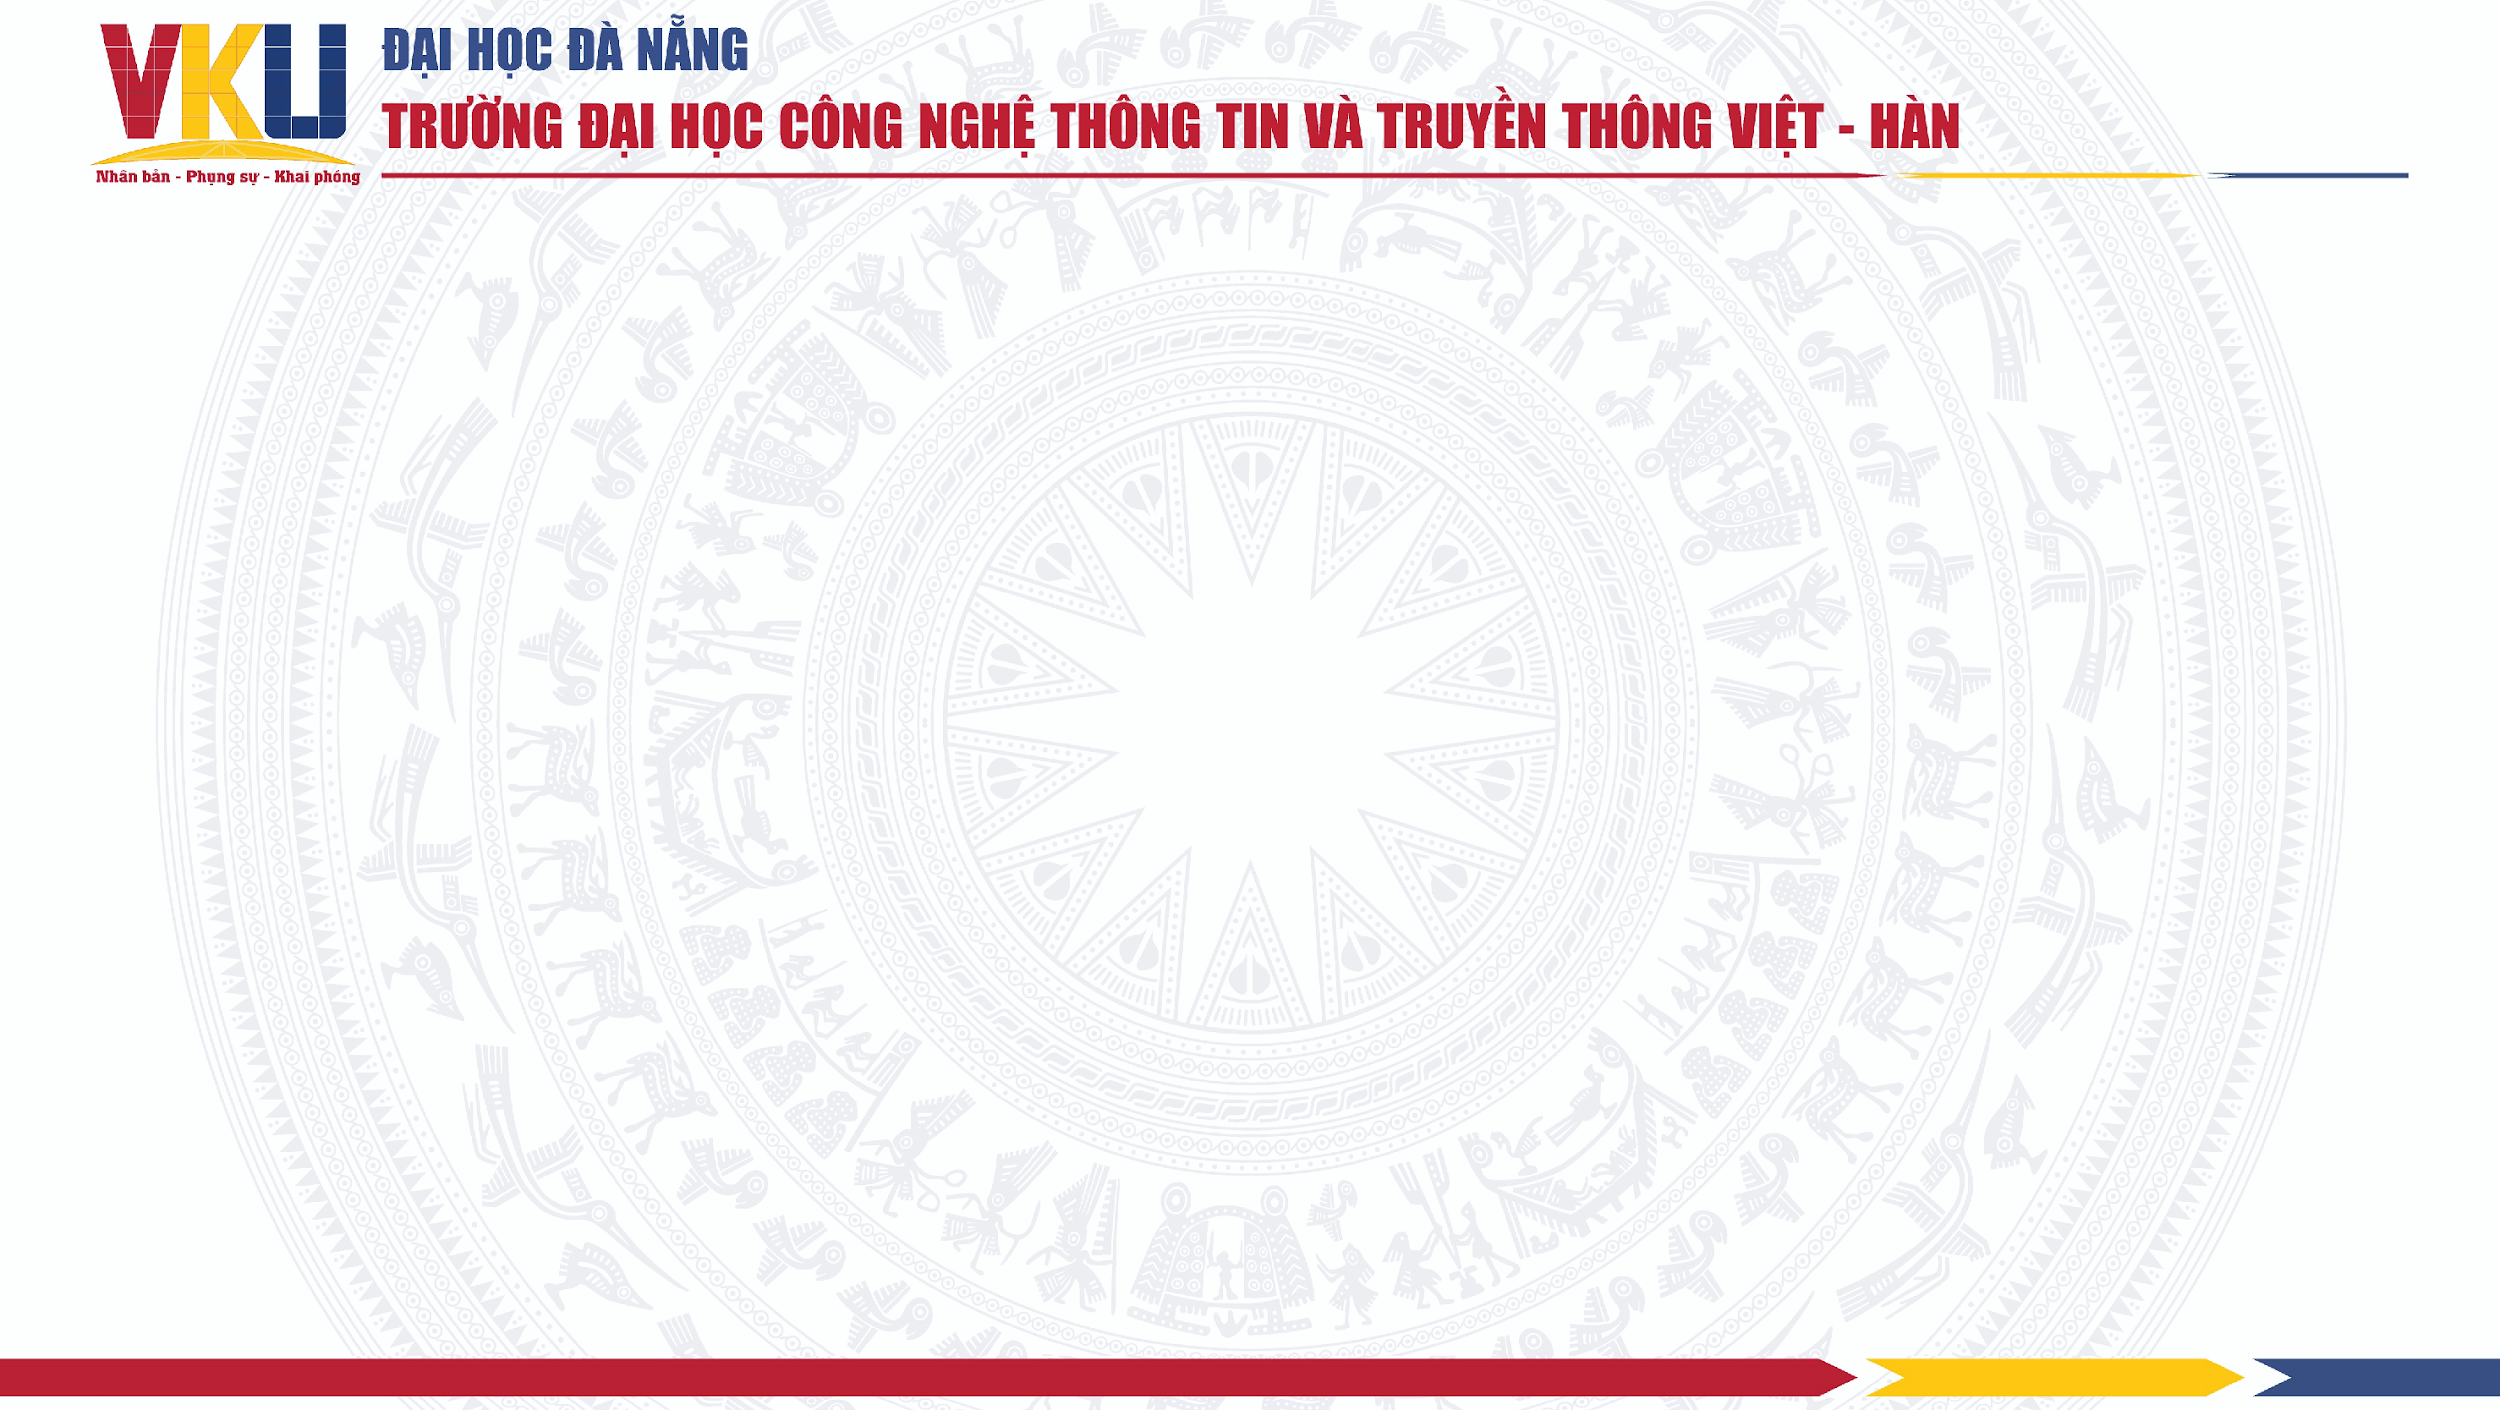 VKU
ĐẠI HỌC ĐÀ NẴNG
TRƯỜNG ĐẠI HỌC CÔNG NGHỆ THÔNG TIN VÀ TRUYỀN THÔNG VIỆT - HÀN
Nhân bản - Phụng sự - Khai phóng